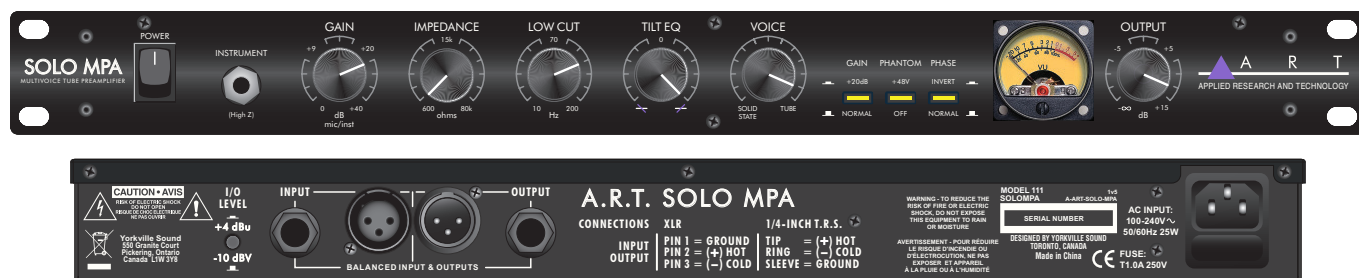 GAIN IMPEDANCE LOW CUT TILT EQ VOICE OUTPUT
POWER
INSTRUMENT
(High Z)
SOLO MPA
MULTIVOICE TUBE PREAMPLIFIER
+9 +20
0 +40
dB
mic/inst
15k
600 80k
ohms
70
10 200
Hz
0
SOLID STATE
TUBE
GAIN PHANTOM PHASE
+20dB +48V INVERT
NORMAL OFF NORMAL
VU
-5 +5
-∞ +15
dB
A R T
APPLIED RESEARCH AND TECHNOLOGY
CAUTION • AVIS
RISK OF ELECTRIC SHOCK
DO NOT OPEN
RISQUE DE CHOC ELECTRIQUE
NE PAS OUVRIR
Yorkville Sound
550 Granite Court
Pickering, Ontario
Canada L1W 3Y8
I/O
LEVEL
+4 dBu
-10 dBV
INPUT
OUTPUT
BALANCED INPUT & OUTPUTS
A.R.T. SOLO MPA
CONNECTIONS XLR 1/4-INCH T.R.S.
INPUT
OUTPUT
PIN 1 = GROUND
PIN 2 = (+) HOT
PIN 3 = (−) COLD
TIP = (+) HOT
RING = (−) COLD
SLEEVE = GROUND
WARNING - TO REDUCE THE
RISK OF FIRE OR ELECTRIC
SHOCK, DO NOT EXPOSE
THIS EQUIPMENT TO RAIN
OR MOISTURE
AVERTISSEMENT - POUR RÉDUIRE
LE RISQUE D'INCENDIE OU
D'ÉLECTROCUTION, NE PAS
EXPOSER ET APPAREIL
À LA PLUIE OU À L'HUMIDITÉ
MODEL 111 1v5
SOLOMPA A-ART-SOLO-MPA
SERIAL NUMBER
DESIGNED BY YORKVILLE SOUND
TORONTO, CANADA
Made in China
CE
AC INPUT:
100-240V~
50/60Hz 25W
FUSE:
T1.0A 250V